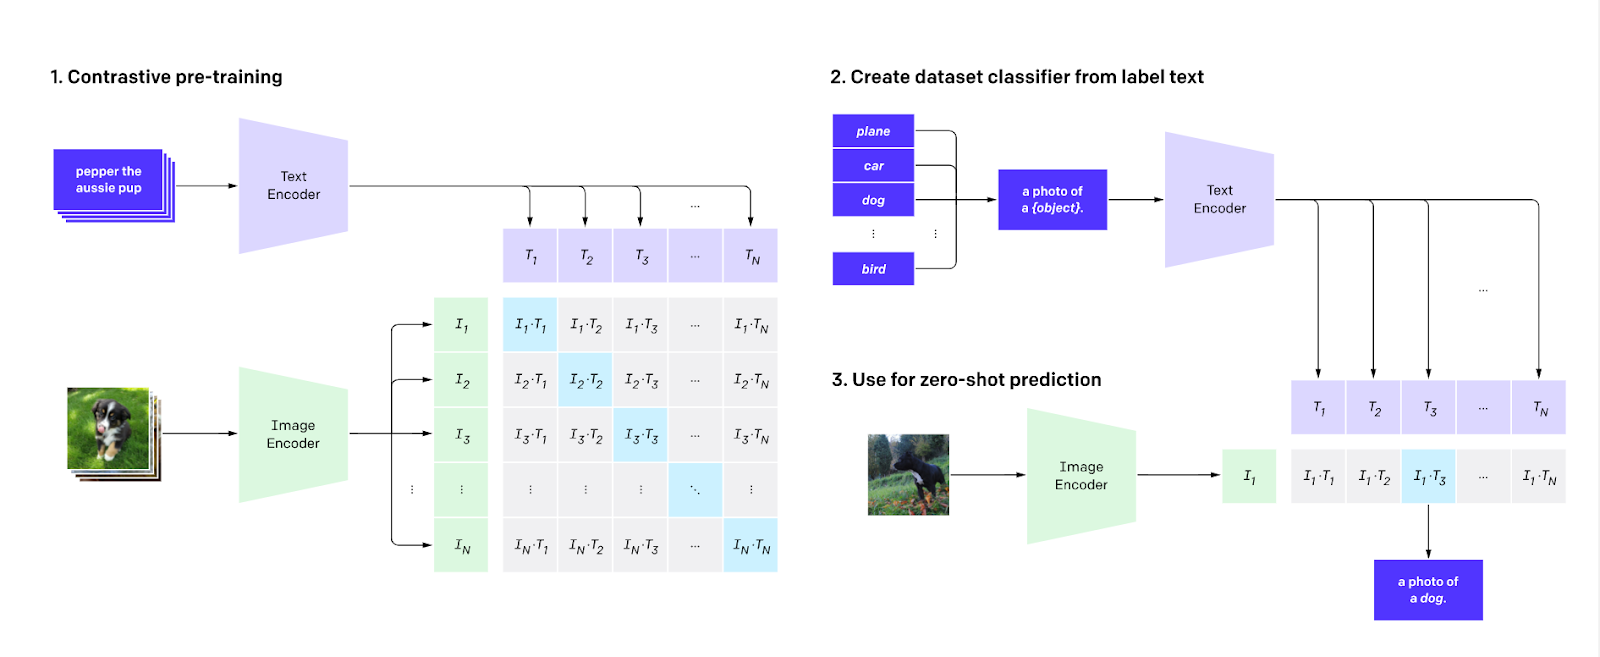 1. Contrastive pre-training
pepper the
aussie pup
Text
Encoder
...
T1 T2 T3 ... TN
Image
Encoder
I1 I1·T1 I1·T2 I1·T3 ... I1·TN
I2 I2·T1 I2·T2 I2·T3 ... I2·TN
I3 I3·T1 I3·T2 I3·T3 ... I3·TN
⋮ ⋮ ⋮ ⋮ ⋮ ⋱ ⋮
IN IN·T1 IN·T2 IN·T3 ... IN·TN
2. Create dataset classifier from label text
plane
car
dog
⋮ ⋮
bird
a photo of
a {object}.
Text
Encoder
...
3. Use for zero-shot prediction
Image
Encoder
T1 T2 T3 ... TN
I1 I1·T1 I1·T2 I1·T3 ... I1·TN
a photo of
a dog.